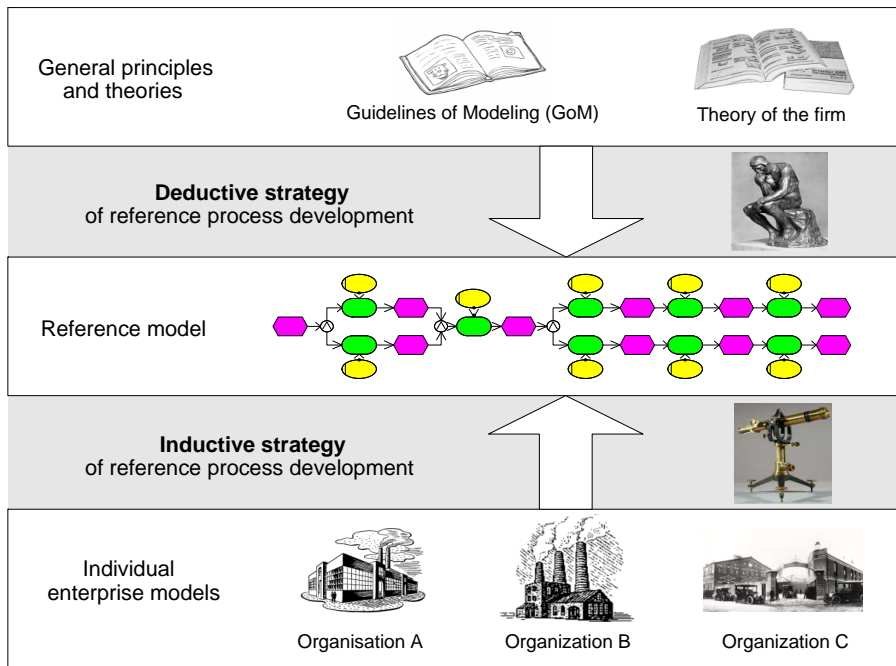 General principles
and theories
Guidelines of Modeling (GoM)
Theory of the firm
Deductive strategy
of reference process development
Reference model
Inductive strategy
of reference process development
Individual
enterprise models
Organisation A
Organization B
Organization C